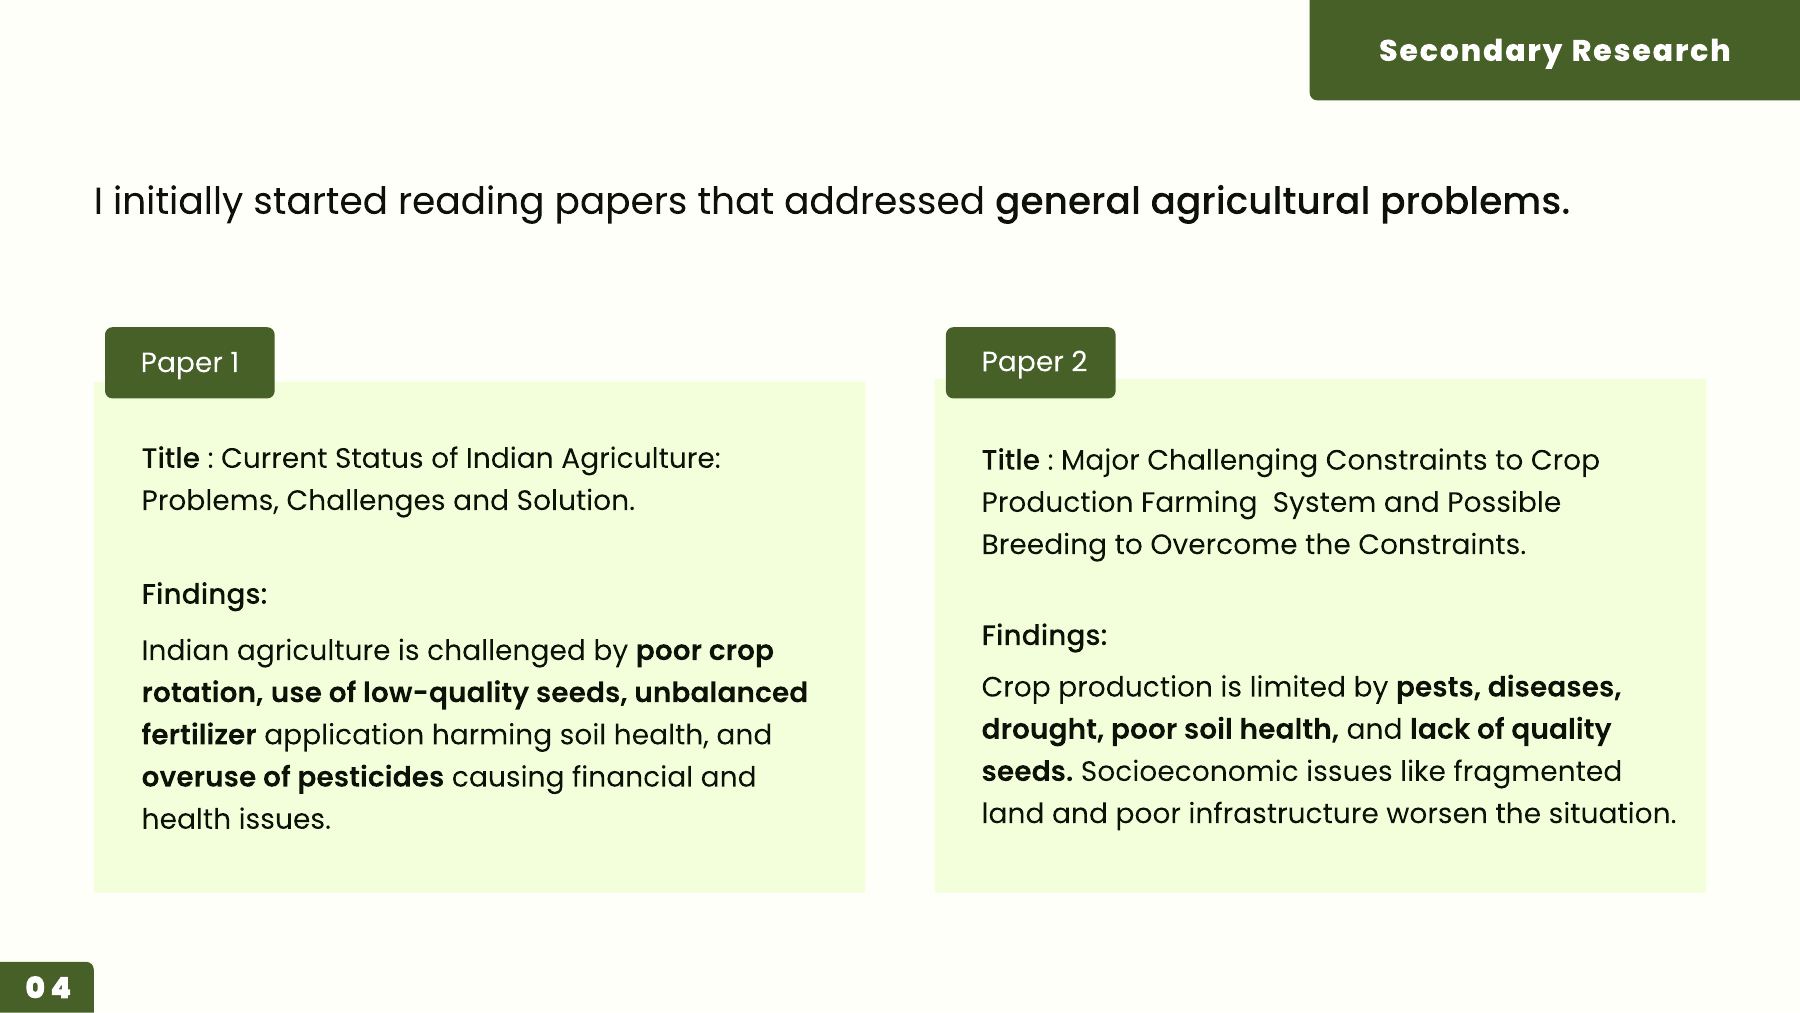 Secondary Research
I initially started reading papers that addressed general agricultural problems.
Paper 1
Title : Current Status of Indian Agriculture:
Problems, Challenges and Solution.
Findings:
Indian agriculture is challenged by poor crop
rotation, use of low-quality seeds, unbalanced
fertilizer application harming soil health, and
overuse of pesticides causing financial and
health issues.
Paper 2
Title : Major Challenging Constraints to Crop
Production Farming  System and Possible
Breeding to Overcome the Constraints.
Findings:
Crop production is limited by pests, diseases,
drought, poor soil health, and lack of quality
seeds. Socioeconomic issues like fragmented
land and poor infrastructure worsen the situation.
04